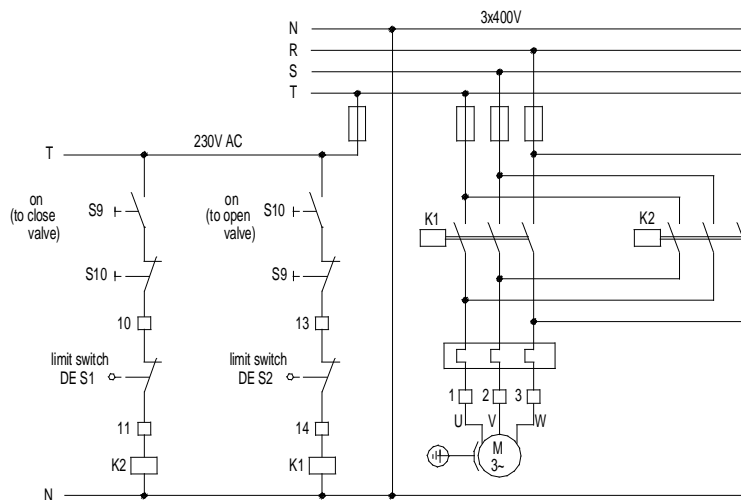 N 3x400V
R
S
T
T 230V AC
on
(to close
valve)
S9
on
(to open
valve)
S10
S10
S9
K1
K2
10
13
limit switch
DE S1
limit switch
DE S2
11
14
K2
K1
1 2 3
U V W
M
3~
N